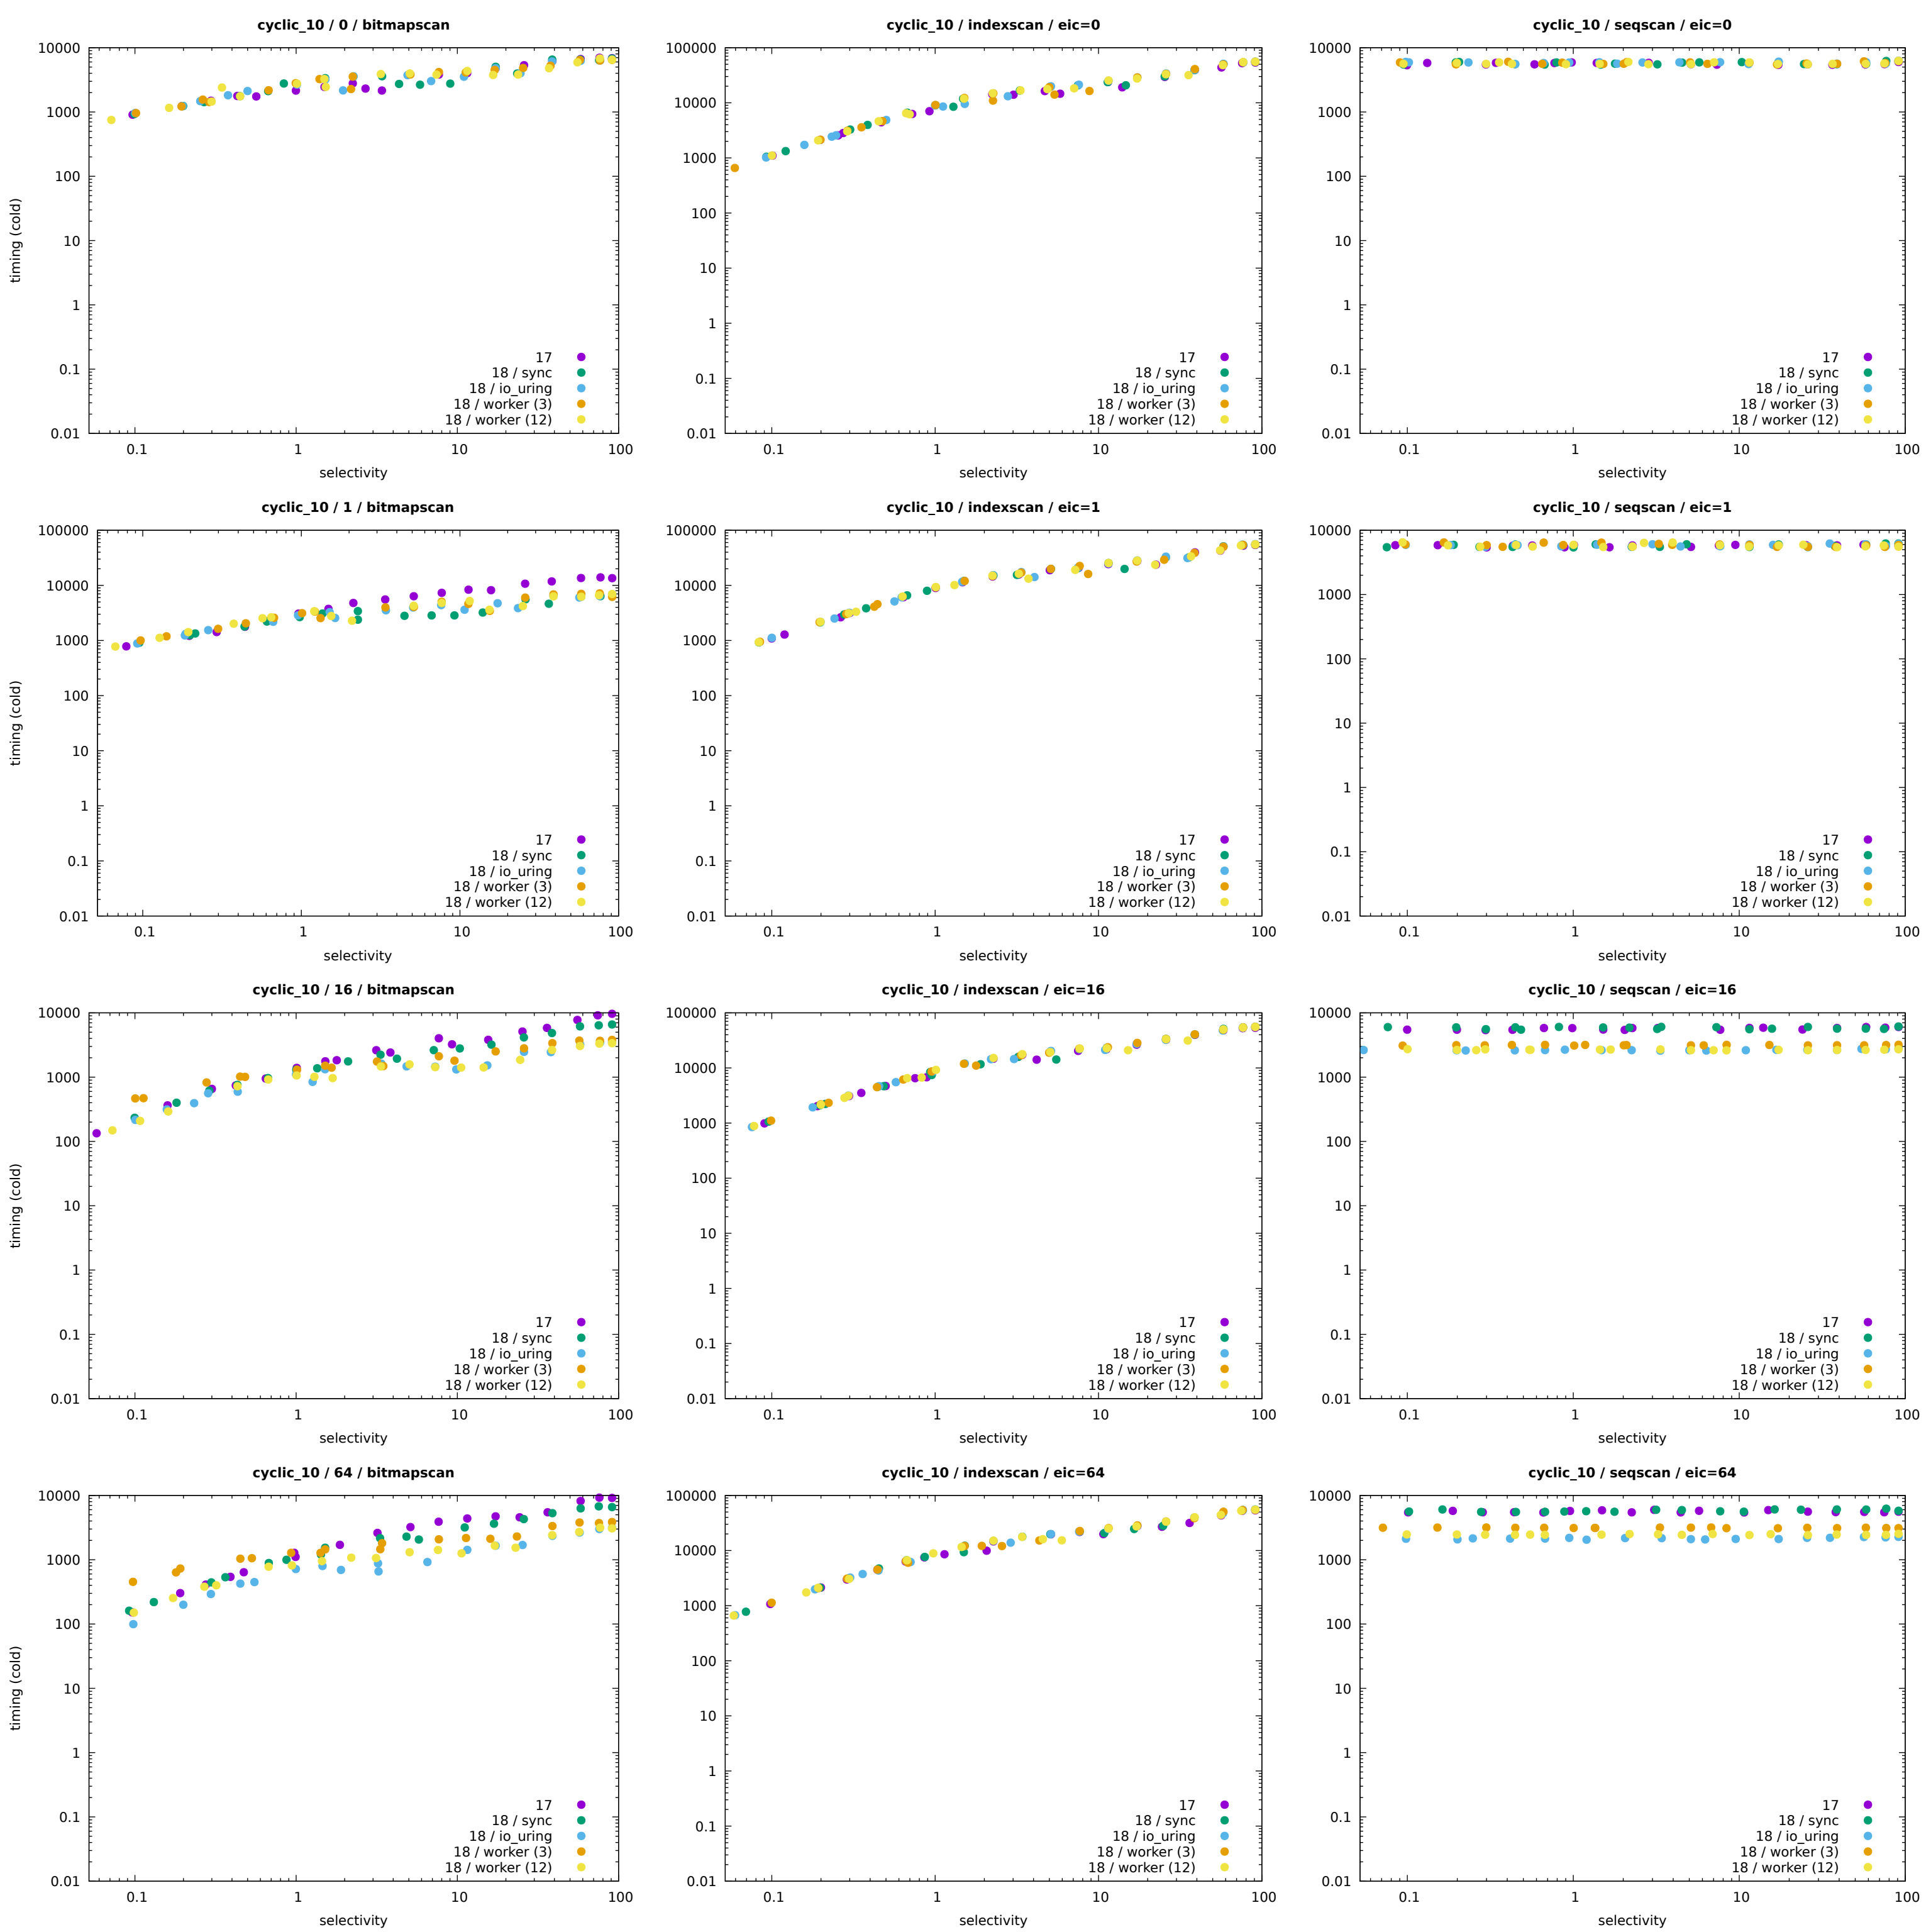 cyclic_10 / 0 / bitmapscan
10000
1000
100
10
1
0.1
0.01
timing (cold)
17
18 / sync
18 / io_uring
18 / worker (3)
18 / worker (12)
0.1 1 10 100
selectivity
cyclic_10 / indexscan / eic=0
100000
10000
1000
100
10
1
0.1
0.01
17
18 / sync
18 / io_uring
18 / worker (3)
18 / worker (12)
0.1 1 10 100
selectivity
cyclic_10 / seqscan / eic=0
10000
1000
100
10
1
0.1
0.01
17
18 / sync
18 / io_uring
18 / worker (3)
18 / worker (12)
0.1 1 10 100
selectivity
cyclic_10 / 1 / bitmapscan
100000
10000
1000
100
10
1
0.1
0.01
timing (cold)
17
18 / sync
18 / io_uring
18 / worker (3)
18 / worker (12)
0.1 1 10 100
selectivity
cyclic_10 / indexscan / eic=1
100000
10000
1000
100
10
1
0.1
0.01
17
18 / sync
18 / io_uring
18 / worker (3)
18 / worker (12)
0.1 1 10 100
selectivity
cyclic_10 / seqscan / eic=1
10000
1000
100
10
1
0.1
0.01
17
18 / sync
18 / io_uring
18 / worker (3)
18 / worker (12)
0.1 1 10 100
selectivity
cyclic_10 / 16 / bitmapscan
10000
1000
100
10
1
0.1
0.01
timing (cold)
17
18 / sync
18 / io_uring
18 / worker (3)
18 / worker (12)
0.1 1 10 100
selectivity
cyclic_10 / indexscan / eic=16
100000
10000
1000
100
10
1
0.1
0.01
17
18 / sync
18 / io_uring
18 / worker (3)
18 / worker (12)
0.1 1 10 100
selectivity
cyclic_10 / seqscan / eic=16
10000
1000
100
10
1
0.1
0.01
17
18 / sync
18 / io_uring
18 / worker (3)
18 / worker (12)
0.1 1 10 100
selectivity
cyclic_10 / 64 / bitmapscan
10000
1000
100
10
1
0.1
0.01
timing (cold)
17
18 / sync
18 / io_uring
18 / worker (3)
18 / worker (12)
0.1 1 10 100
selectivity
cyclic_10 / indexscan / eic=64
100000
10000
1000
100
10
1
0.1
0.01
17
18 / sync
18 / io_uring
18 / worker (3)
18 / worker (12)
0.1 1 10 100
selectivity
cyclic_10 / seqscan / eic=64
10000
1000
100
10
1
0.1
0.01
17
18 / sync
18 / io_uring
18 / worker (3)
18 / worker (12)
0.1 1 10 100
selectivity